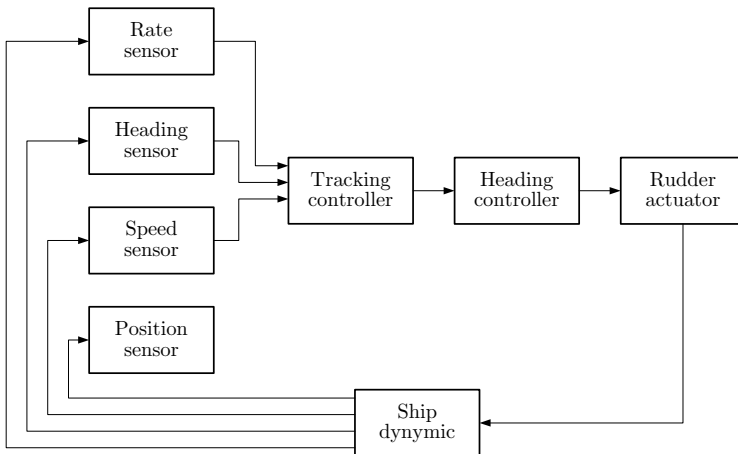 Rate
sensor
Heading
sensor
Speed
sensor
Position
sensor
Tracking
controller
Heading
controller
Rudder
actuator
Ship
dynymic